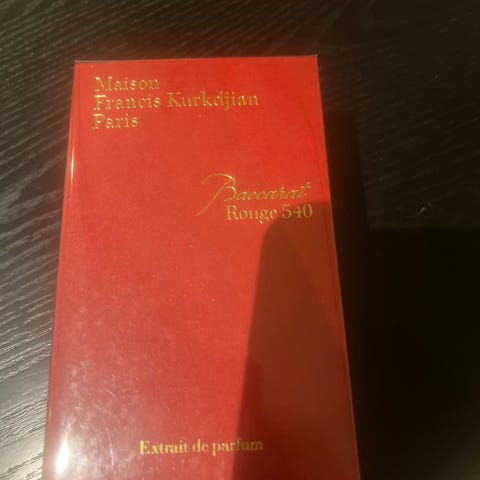 Maison
Francis Kurkdjian
Paris
Baccarat
Rouge 540
Extrait de parfum